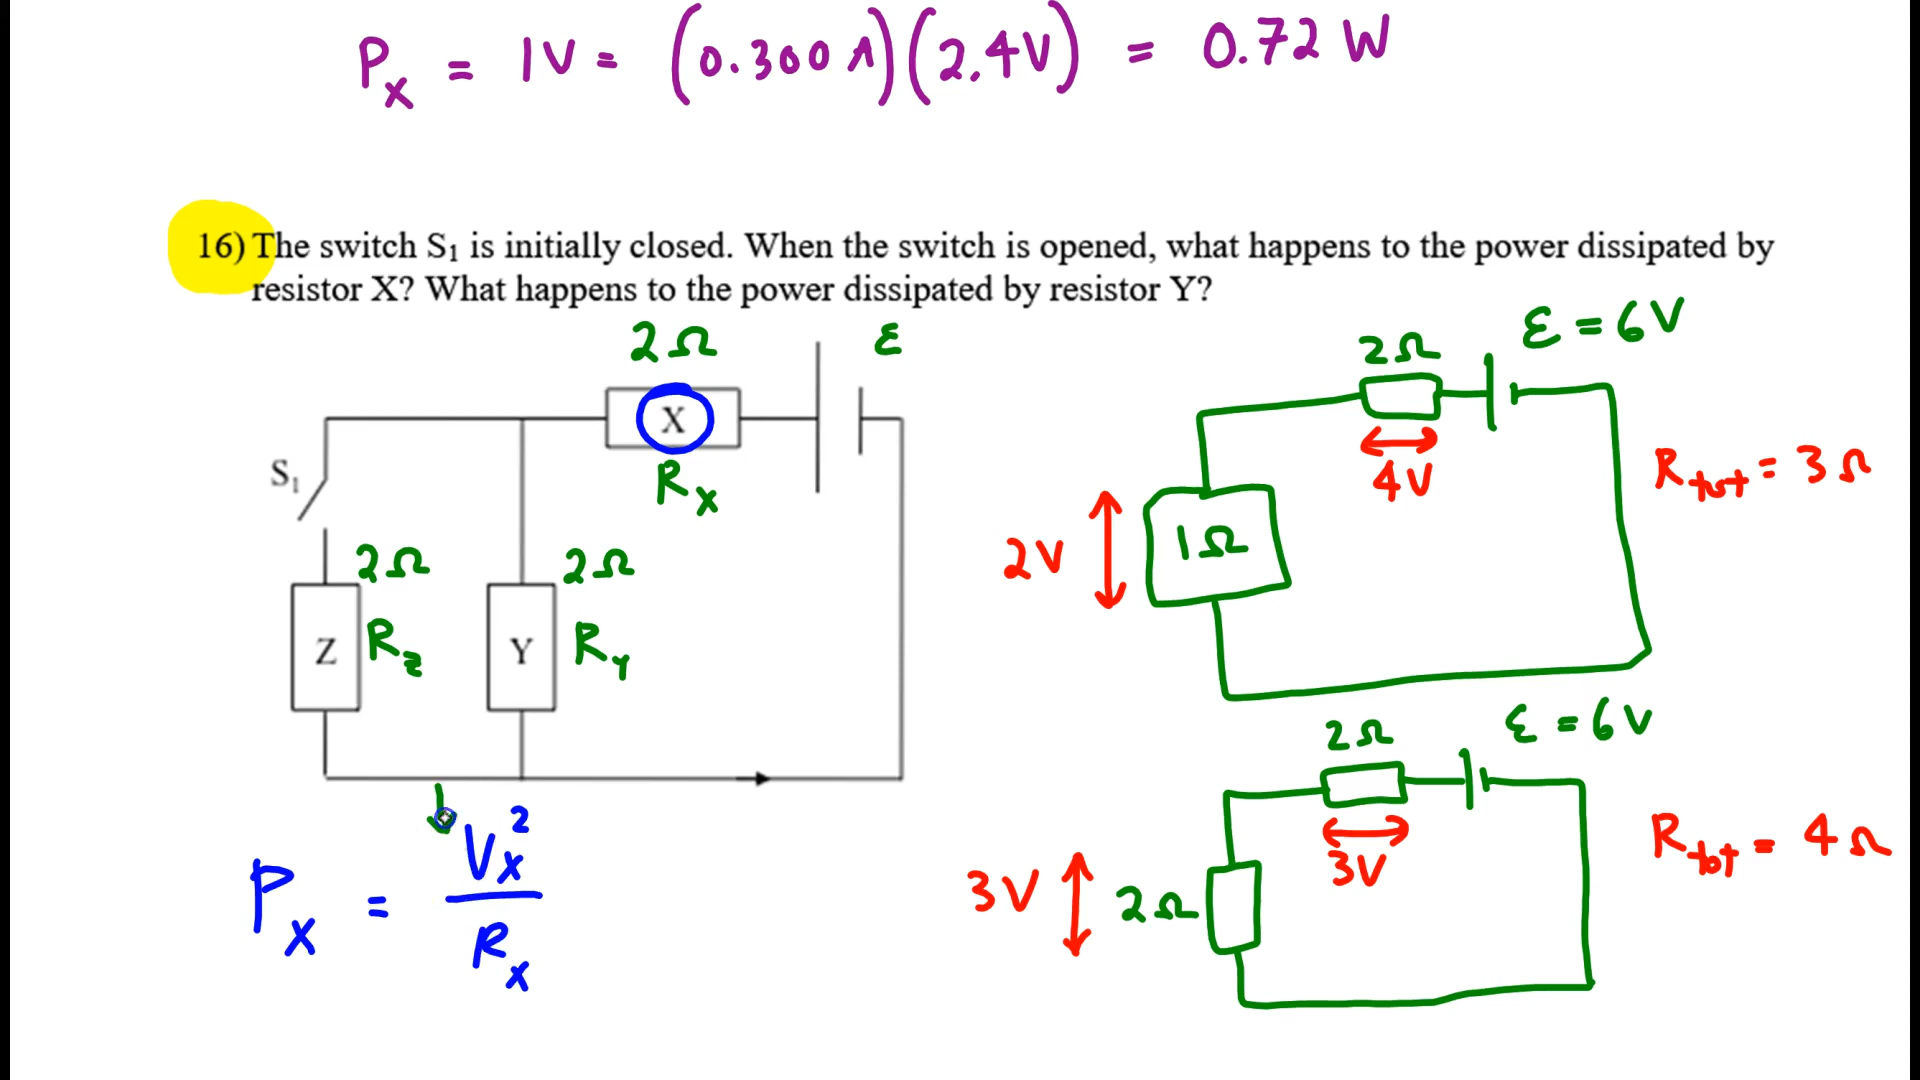 Pₓ = IV = (0.300 A)(2.4V) = 0.72 W
16) The switch S₁ is initially closed. When the switch is opened, what happens to the power dissipated by
resistor X? What happens to the power dissipated by resistor Y?
2Ω
ε
X
Rₓ
S₁
2Ω
2Ω
Z
R_z
Y
R_Y
Pₓ = Vₓ² / Rₓ
ε = 6V
2Ω
4V
R_tot = 3Ω
2V
1Ω
ε = 6V
2Ω
3V
R_tot = 4Ω
3V
2Ω